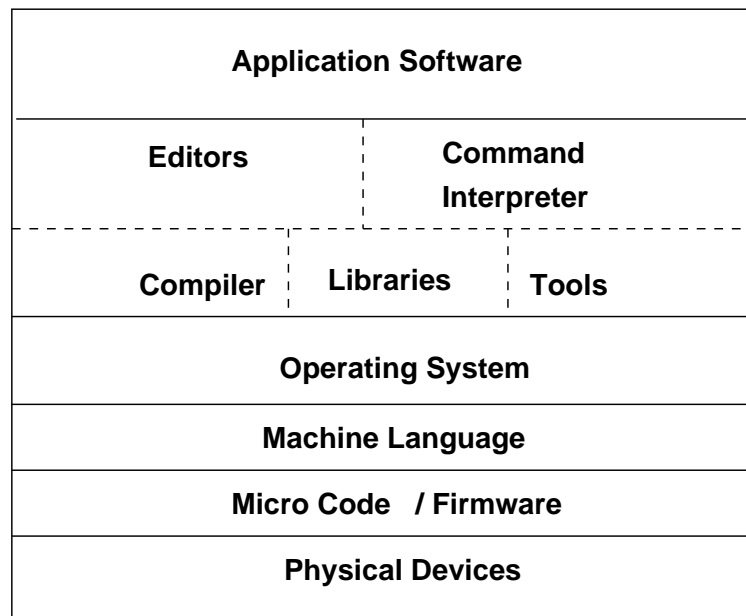 Application Software
Editors
Command
Interpreter
Compiler
Libraries
Tools
Operating System
Machine Language
Micro Code / Firmware
Physical Devices